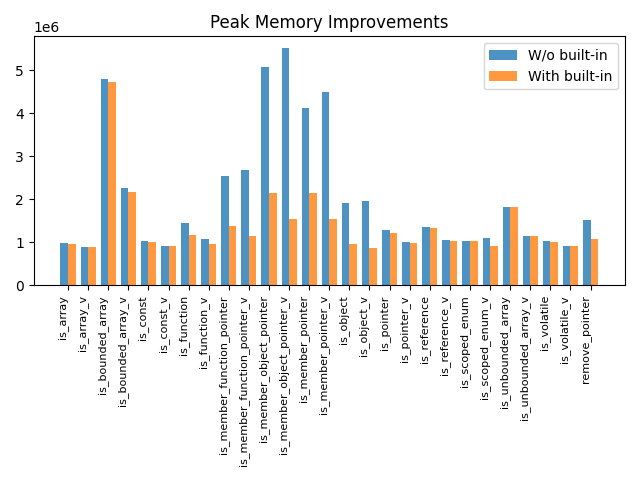 Peak Memory Improvements
1e6
W/o built-in
With built-in
5
4
3
2
1
0
is_array
is_array_v
is_bounded_array
is_bounded_array_v
is_const
is_const_v
is_function
is_function_v
is_member_function_pointer
is_member_function_pointer_v
is_member_object_pointer
is_member_object_pointer_v
is_member_pointer
is_member_pointer_v
is_object
is_object_v
is_pointer
is_pointer_v
is_reference
is_reference_v
is_scoped_enum
is_scoped_enum_v
is_unbounded_array
is_unbounded_array_v
is_volatile
is_volatile_v
remove_pointer